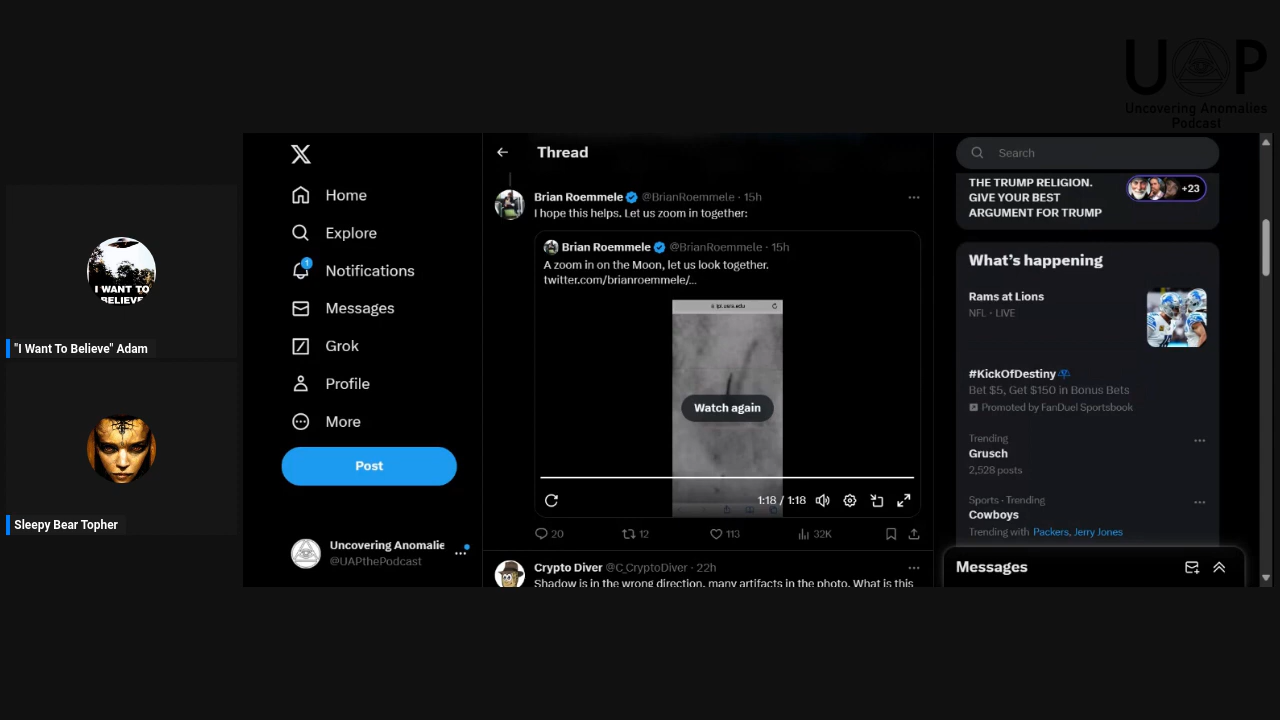 UAP
Uncovering Anomalies
Podcast
I WANT TO
BELIEVE
"I Want To Believe" Adam
Sleepy Bear Topher
Home
Explore
1
Notifications
Messages
Grok
Profile
More
Post
Uncovering Anomalie
@UAPthePodcast
Thread
Brian Roemmele @BrianRoemmele · 15h
I hope this helps. Let us zoom in together:
Brian Roemmele @BrianRoemmele · 15h
A zoom in on the Moon, let us look together.
twitter.com/brianroemmele/...
Watch again
1:18 / 1:18
20
12
113
32K
Crypto Diver @C_CryptoDiver · 22h
Shadow is in the wrong direction, many artifacts in the photo. What is this
Search
THE TRUMP RELIGION.
GIVE YOUR BEST
ARGUMENT FOR TRUMP
+23
What's happening
Rams at Lions
NFL · LIVE
#KickOfDestiny
Bet $5, Get $150 in Bonus Bets
Promoted by FanDuel Sportsbook
Trending
Grusch
2,528 posts
Sports · Trending
Cowboys
Trending with Packers, Jerry Jones
Messages